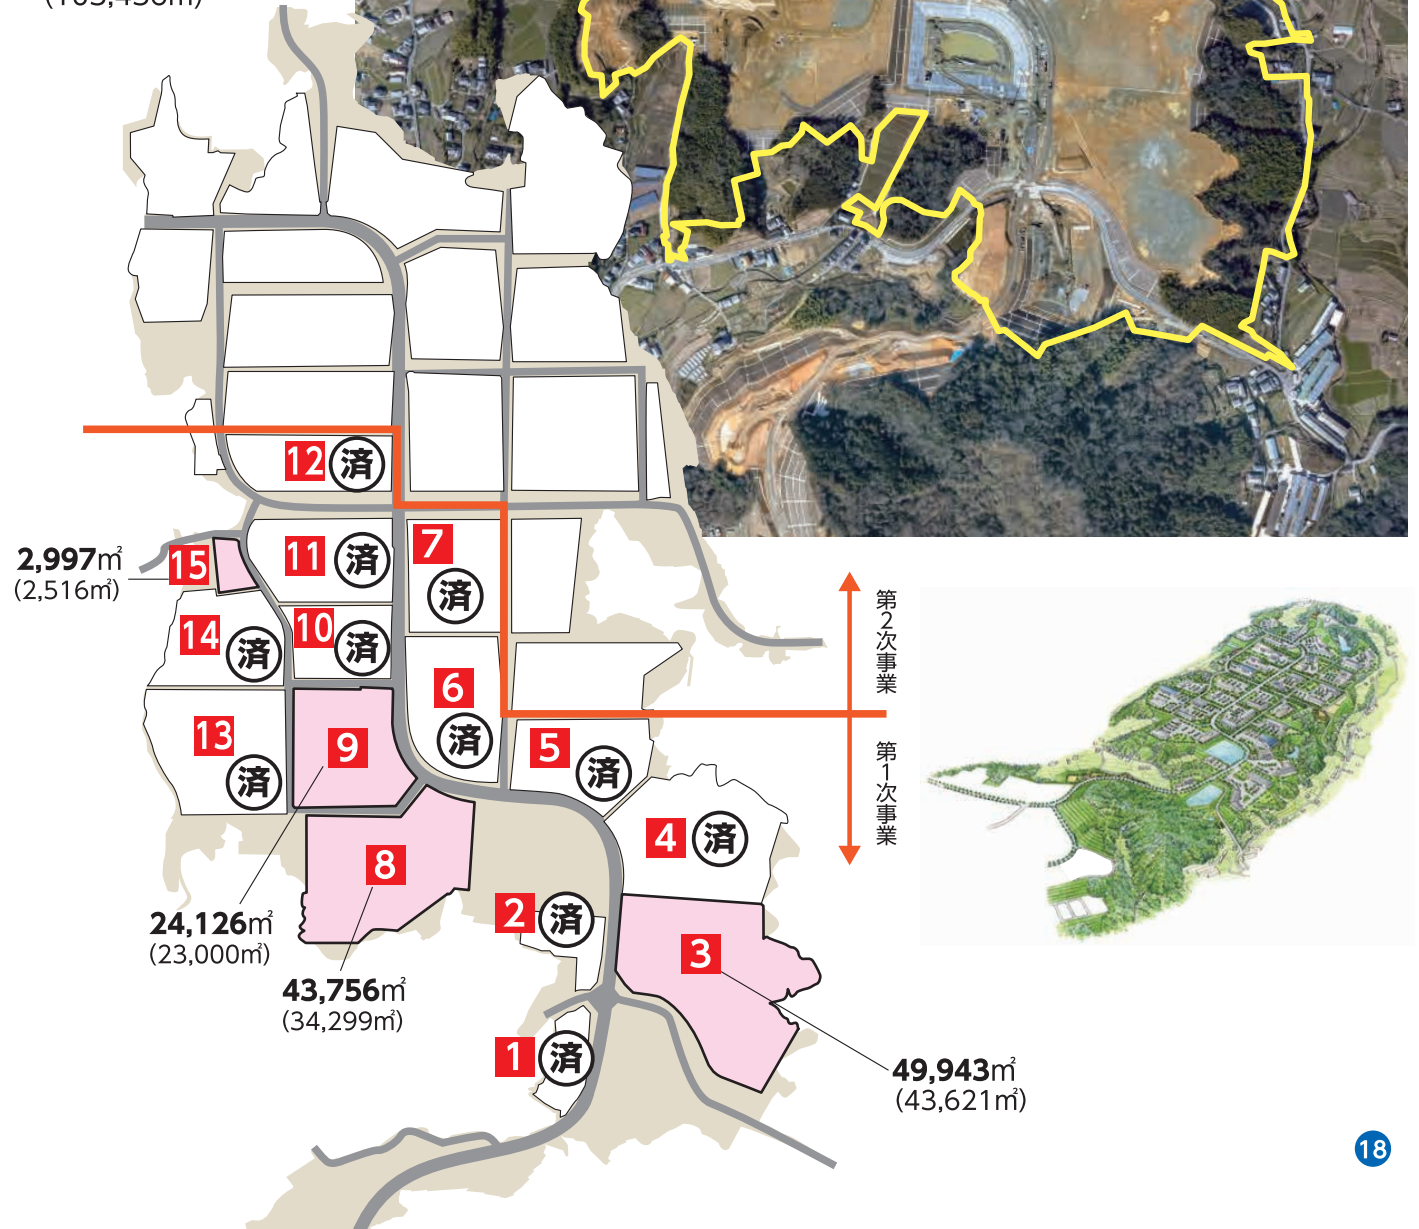 (103,436㎡)
12 済
11 済
7
済
2,997㎡
(2,516㎡)
15
14
済
10
済
6
済
13
済
9
5
済
4 済
8
2 済
3
24,126㎡
(23,000㎡)
43,756㎡
(34,299㎡)
1 済
49,943㎡
(43,621㎡)
第2次事業
第1次事業
18